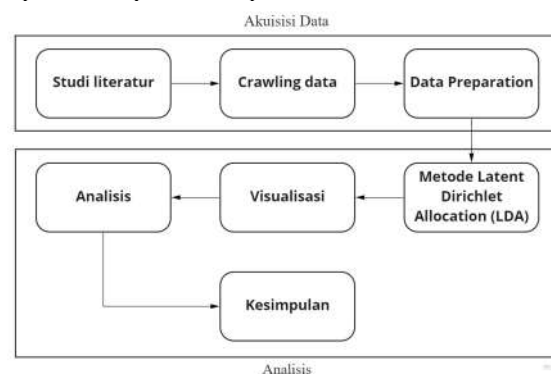 Akuisisi Data
Studi literatur
Crawling data
Data Preparation
Metode Latent
Dirichlet
Allocation (LDA)
Visualisasi
Analisis
Kesimpulan
Analisis